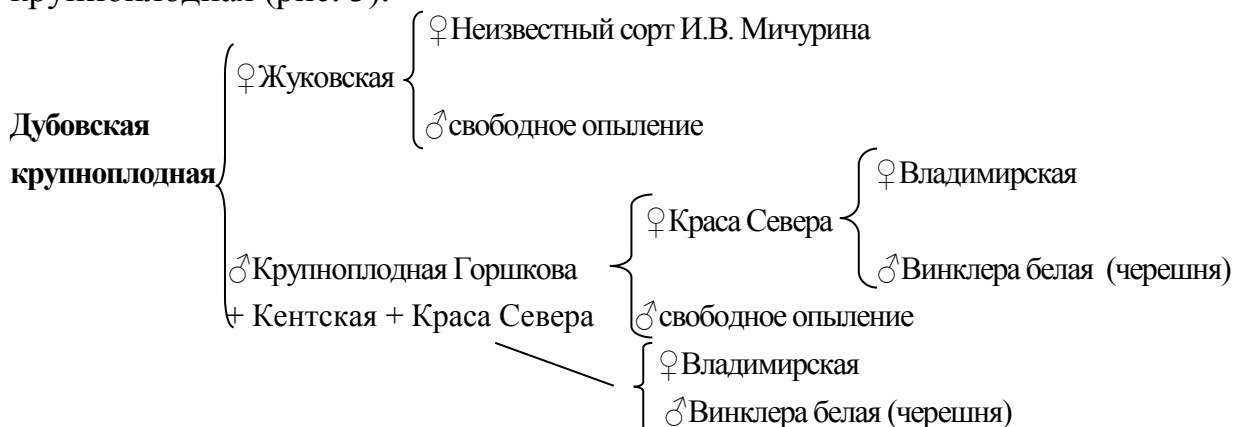 крупноплодная (рис. 3).
♀Неизвестный сорт И.В. Мичурина
♀Жуковская
Дубовская
♂свободное опыление
крупноплодная
♀Владимирская
♀Краса Севера
♂Крупноплодная Горшкова
♂Винклера белая (черешня)
+ Кентская + Краса Севера
♂свободное опыление
♀Владимирская
♂Винклера белая (черешня)